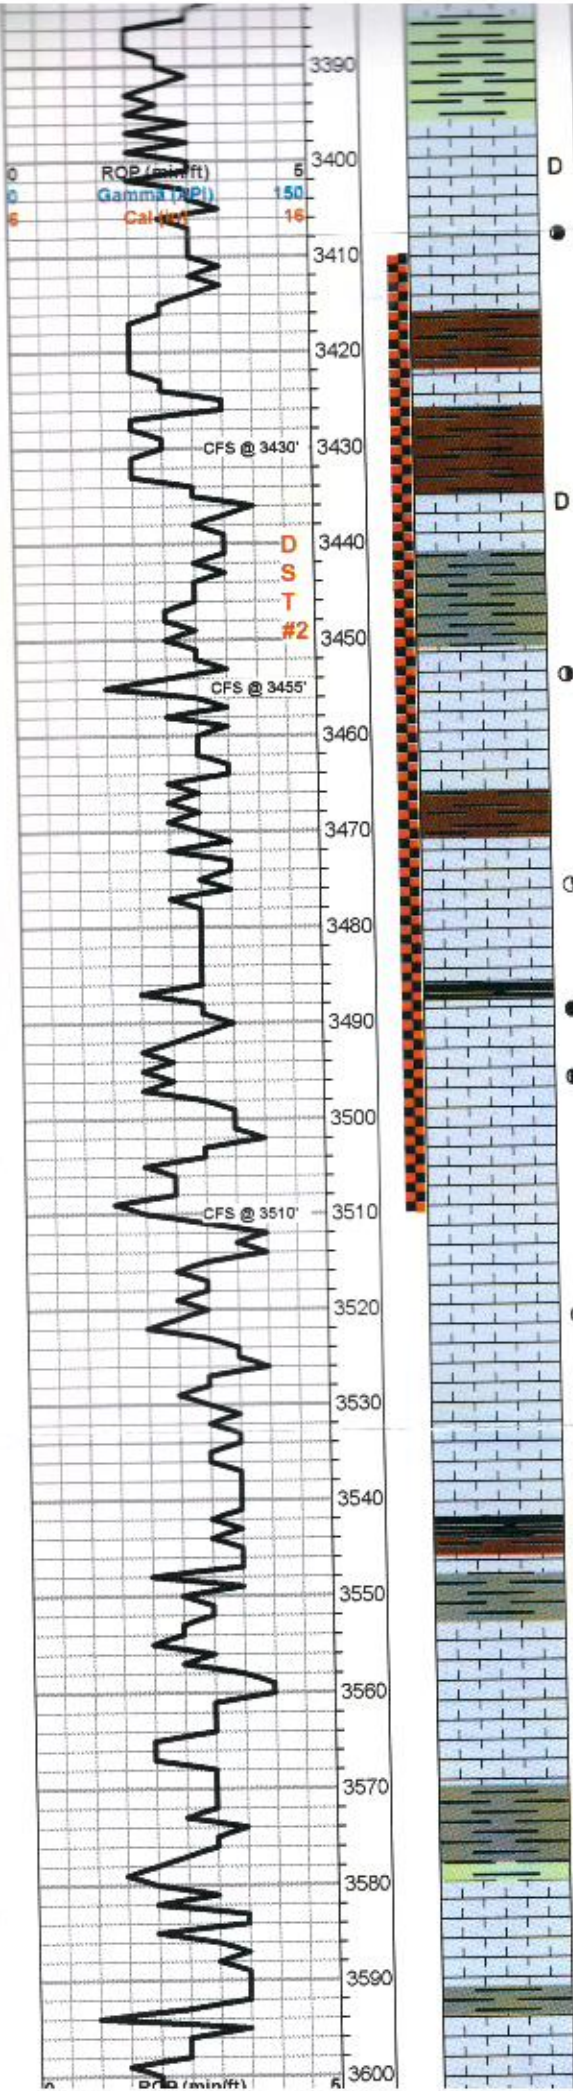 3390
3400
D
0 ROP (min/ft) 5
0 Gamma (API) 150
6 Cal (in) 16
3410
3420
CFS @ 3430' 3430
D
3440
D
S
T
#2
3450
CFS @ 3455'
3460
3470
3480
3490
3500
CFS @ 3510' 3510
3520
3530
3540
3550
3560
3570
3580
3590
3600
0 ROP (min/ft) 5